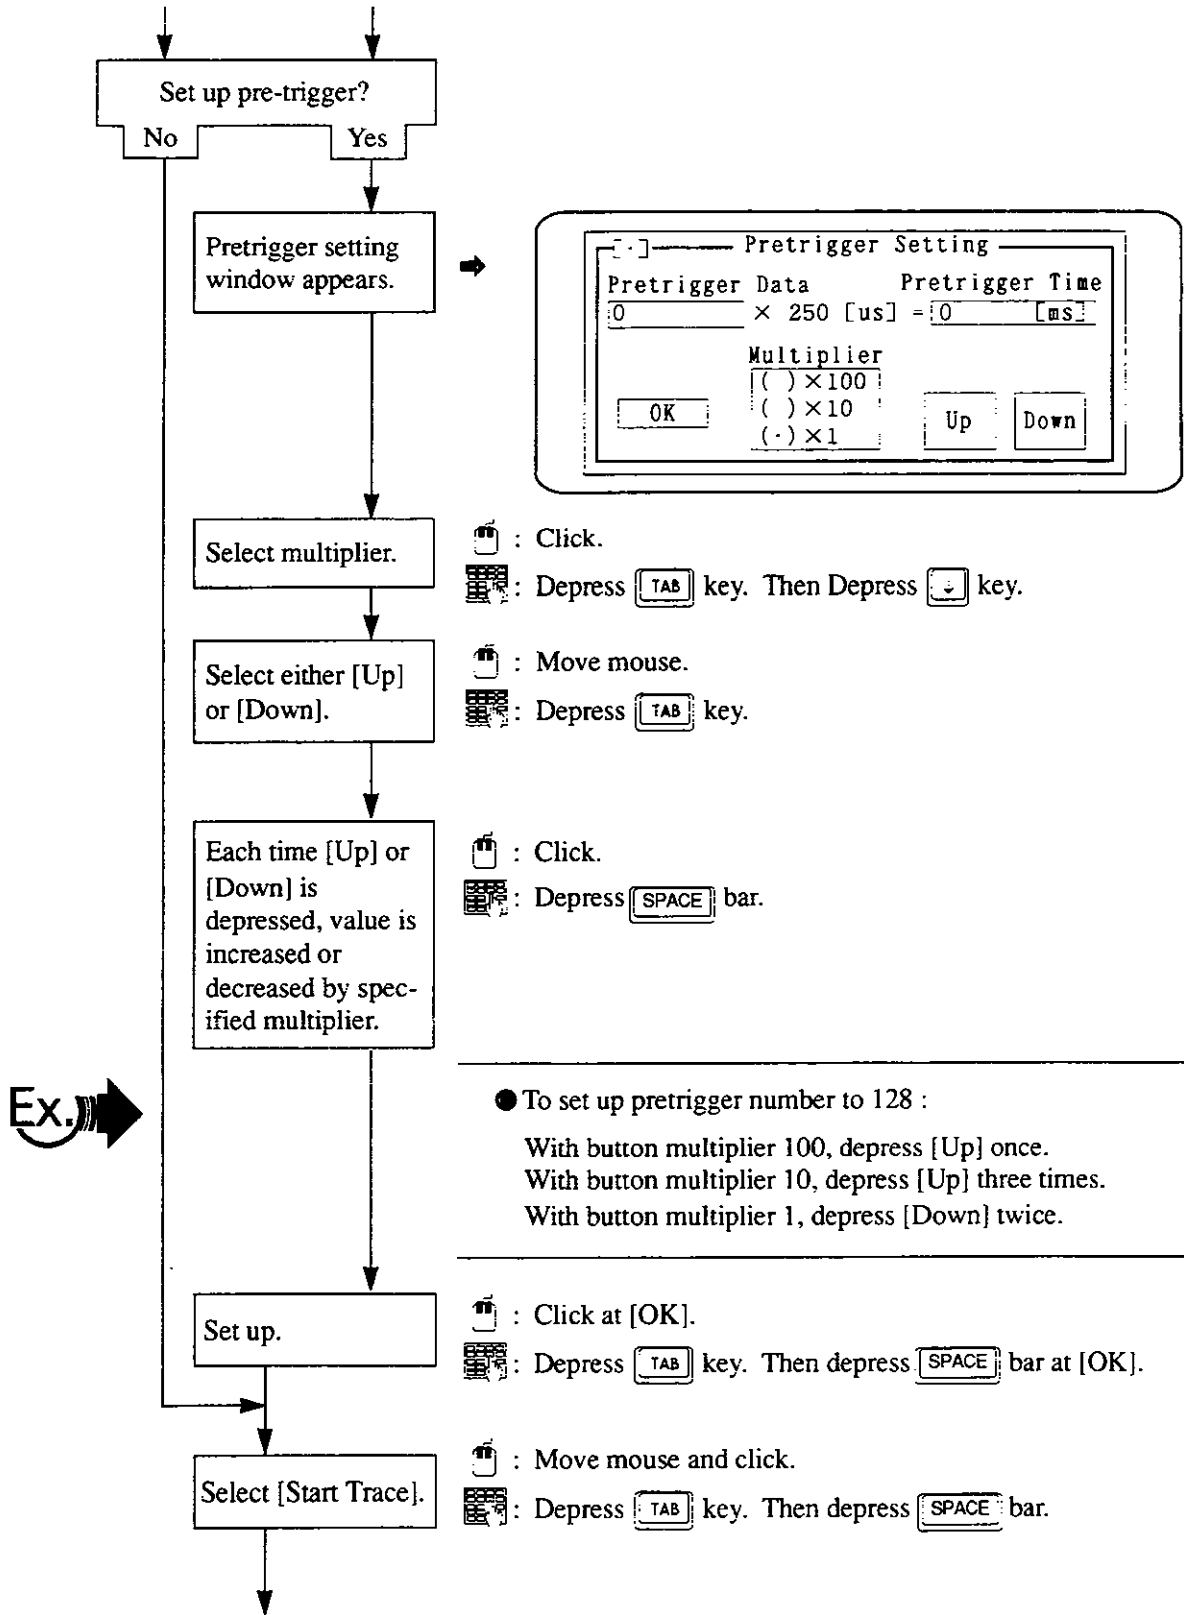 Set up pre-trigger?
No Yes
Pretrigger setting
window appears.
[·] Pretrigger Setting
Pretrigger Data Pretrigger Time
0 × 250 [us] = 0 [ms]
Multiplier
( ) ×100
( ) ×10
(·) ×1
OK
Up Down
Select multiplier.
: Click.
: Depress TAB key. Then Depress ↓ key.
Select either [Up]
or [Down].
: Move mouse.
: Depress TAB key.
Each time [Up] or
[Down] is
depressed, value is
increased or
decreased by spec-
ified multiplier.
: Click.
: Depress SPACE bar.
Ex.
● To set up pretrigger number to 128 :
With button multiplier 100, depress [Up] once.
With button multiplier 10, depress [Up] three times.
With button multiplier 1, depress [Down] twice.
Set up.
: Click at [OK].
: Depress TAB key. Then depress SPACE bar at [OK].
Select [Start Trace].
: Move mouse and click.
: Depress TAB key. Then depress SPACE bar.